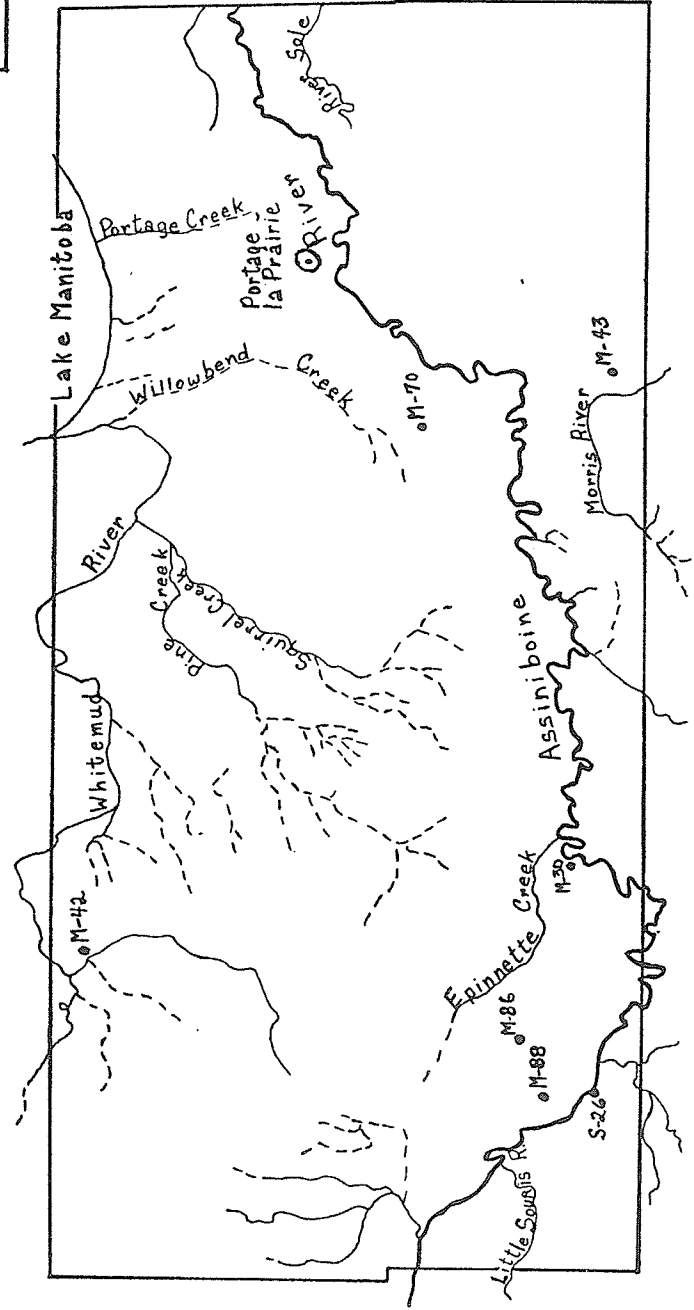 Lake Manitoba
Portage Creek
Portage
la Prairie
River
River Sale
Willowbend
Creek
M-70
M-43
Morris River
River
Creek
Pine
Squirrel Creek
Whitemud
Assiniboine
M-42
Epinnette Creek
M-30
M-86
M-88
S-26
Little Souris R.